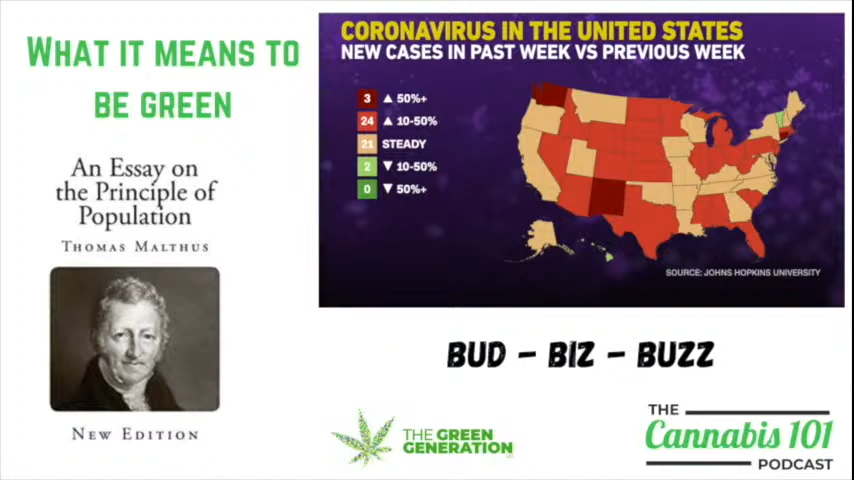 WHAT IT MEANS TO
BE GREEN
An Essay on
the Principle of
Population
THOMAS MALTHUS
NEW EDITION
CORONAVIRUS IN THE UNITED STATES
NEW CASES IN PAST WEEK VS PREVIOUS WEEK
3 ▲ 50%+
24 ▲ 10-50%
21 STEADY
2 ▼ 10-50%
0 ▼ 50%+
SOURCE: JOHNS HOPKINS UNIVERSITY
BUD - BIZ - BUZZ
THE GREEN
GENERATION
THE
Cannabis 101
PODCAST